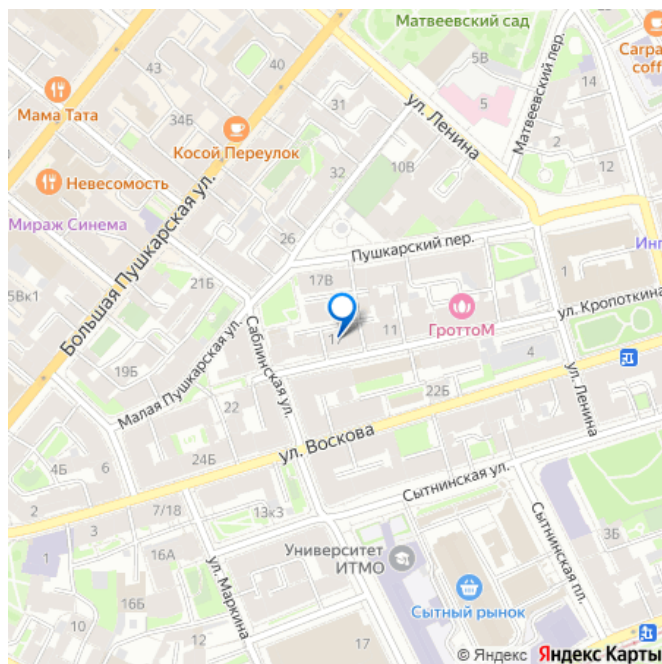 Матвеевский сад
Carpa
coff
43
40
5В
14
Матвеевский пер.
Мама Тата
34Б
31
5
ул. Ленина
12
Косой Переулок
32
10В
12
Невесомость
Большая Пушкарская ул.
Мираж Синема
26
Пушкарский пер.
Инг
21Б
17В
1
5Вк1
ГроттоМ
ул. Кропоткина
11
Малая Пушкарская ул.
Саблинская ул.
4
19Б
22Б
ул. Ленина
22
ул. Воскова
4Б
6
24Б
Сытнинская ул.
2
3
7/18
13к3
Сытнинская пл.
1
16А
ул. Маркина
Университет
ИТМО
3Б
16Б
Сытный рынок
10
17
© Яндекс Яндекс Карты